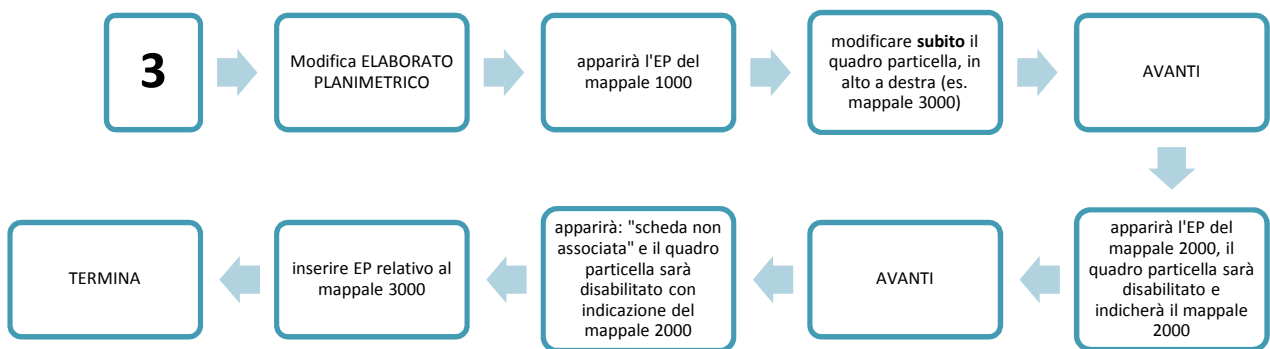 3
Modifica ELABORATO
PLANIMETRICO
apparirà l'EP del
mappale 1000
modificare subito il
quadro particella, in
alto a destra (es.
mappale 3000)
AVANTI
apparirà l'EP del
mappale 2000, il
quadro particella sarà
disabilitato e
indicherà il mappale
2000
AVANTI
apparirà: "scheda non
associata" e il quadro
particella sarà
disabilitato con
indicazione del
mappale 2000
inserire EP relativo al
mappale 3000
TERMINA